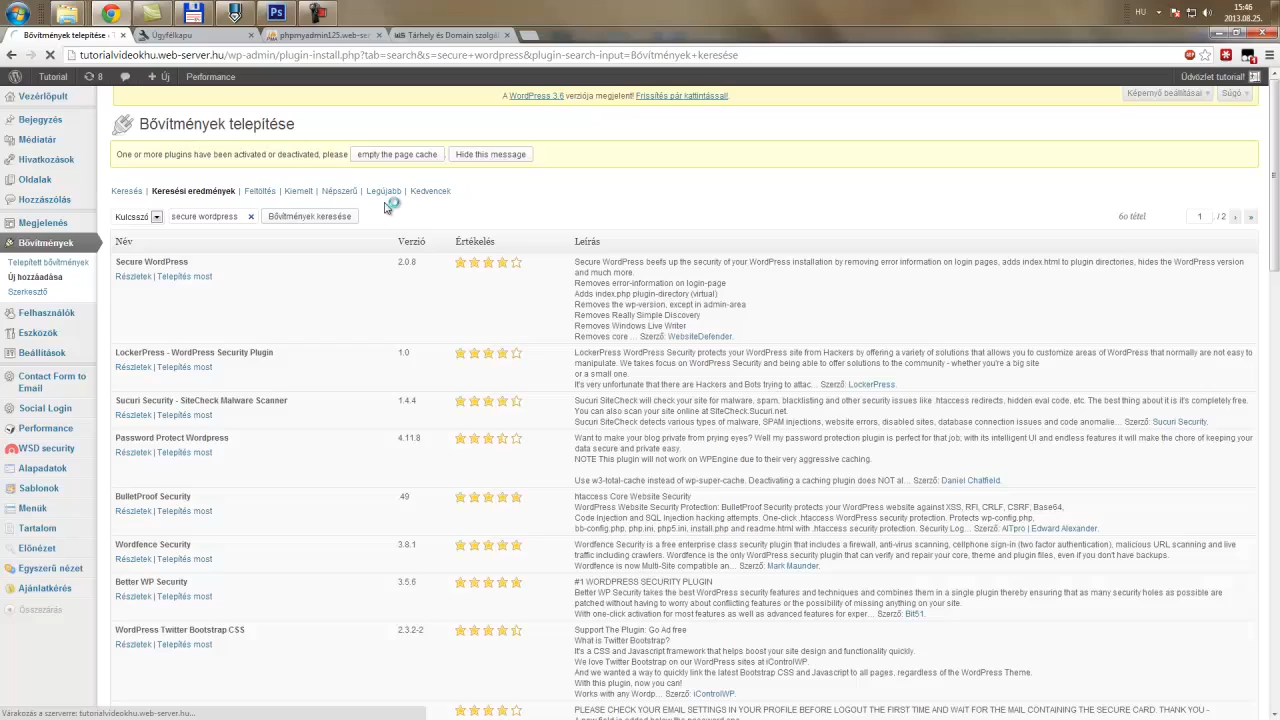 HU
15:46
2013.08.25.
Bővítmények telepítése ‹ T
Ügyfélkapu
phpmyadmin125.web-ser
Tárhely és Domain szolgál
tutorialvideokhu.web-server.hu/wp-admin/plugin-install.php?tab=search&s=secure+wordpress&plugin-search-input=Bővítmények+keresése
Tutorial
8
Új
Performance
Üdvözlet tutorial!
A WordPress 3.6 verziója megjelent! Frissítés pár kattintással!.
Képernyő beállításai
Súgó
Bővítmények telepítése
One or more plugins have been activated or deactivated, please empty the page cache. Hide this message
Keresés | Keresési eredmények | Feltöltés | Kiemelt | Népszerű | Legújabb | Kedvencek
Kulcsszó secure wordpress × Bővítmények keresése
60 tétel 1 / 2 › »
Név Verzió Értékelés Leírás
Secure WordPress
Részletek | Telepítés most
2.0.8
Secure WordPress beefs up the security of your WordPress installation by removing error information on login pages, adds index.html to plugin directories, hides the WordPress version
and much more.
Removes error-information on login-page
Adds index.php plugin-directory (virtual)
Removes the wp-version, except in admin-area
Removes Really Simple Discovery
Removes Windows Live Writer
Removes core ... Szerző: WebsiteDefender.
LockerPress - WordPress Security Plugin
Részletek | Telepítés most
1.0
LockerPress WordPress Security protects your WordPress site from Hackers by offering a variety of solutions that allows you to customize areas of WordPress that normally are not easy to
manipulate. We takes focus on WordPress Security and being able to offer solutions to the community - whether you're a big site
or a small one.
It's very unfortunate that there are Hackers and Bots trying to attac... Szerző: LockerPress.
Sucuri Security - SiteCheck Malware Scanner
Részletek | Telepítés most
1.4.4
Sucuri SiteCheck will check your site for malware, spam, blacklisting and other security issues like .htaccess redirects, hidden eval code, etc. The best thing about it is it's completely free.
You can also scan your site online at SiteCheck.Sucuri.net.
Sucuri SiteCheck detects various types of malware, SPAM injections, website errors, disabled sites, database connection issues and code anomalie... Szerző: Sucuri Security.
Password Protect Wordpress
Részletek | Telepítés most
4.11.8
Want to make your blog private from prying eyes? Well my password protection plugin is perfect for that job; with its intelligent UI and endless features it will make the chore of keeping your
data secure and private easy.
NOTE This plugin will not work on WPEngine due to their very aggressive caching.
Use w3-total-cache instead of wp-super-cache. Deactivating a caching plugin does NOT al... Szerző: Daniel Chatfield.
BulletProof Security
Részletek | Telepítés most
.49
htaccess Core Website Security
WordPress Website Security Protection: BulletProof Security protects your WordPress website against XSS, RFI, CRLF, CSRF, Base64,
Code Injection and SQL Injection hacking attempts. One-click .htaccess WordPress security protection. Protects wp-config.php,
bb-config.php, php.ini, php5.ini, install.php and readme.html with .htaccess security protection. Security Log... Szerző: AITpro | Edward Alexander.
Wordfence Security
Részletek | Telepítés most
3.8.1
Wordfence Security is a free enterprise class security plugin that includes a firewall, anti-virus scanning, cellphone sign-in (two factor authentication), malicious URL scanning and live
traffic including crawlers. Wordfence is the only WordPress security plugin that can verify and repair your core, theme and plugin files, even if you don't have backups.
Wordfence is now Multi-Site compatible an... Szerző: Mark Maunder.
Better WP Security
Részletek | Telepítés most
3.5.6
#1 WORDPRESS SECURITY PLUGIN
Better WP Security takes the best WordPress security features and techniques and combines them in a single plugin thereby ensuring that as many security holes as possible are
patched without having to worry about conflicting features or the possibility of missing anything on your site.
With one-click activation for most features as well as advanced features for exper... Szerző: Bit51.
WordPress Twitter Bootstrap CSS
Részletek | Telepítés most
2.3.2-2
Support The Plugin: Go Ad free
What is Twitter Bootstrap?
It's a CSS and Javascript framework that helps boost your site design and functionality quickly.
We love Twitter Bootstrap on our WordPress sites at iControlWP.
And we wanted a way to quickly link the latest Bootstrap CSS and Javascript to all pages, regardless of the WordPress Theme.
With this plugin, now you can!
Works with any Wordp... Szerző: iControlWP.
PLEASE CHECK YOUR EMAIL SETTINGS IN YOUR PROFILE BEFORE LOGOUT THE FIRST TIME AND WAIT FOR THE MAIL CONTAINING THE SECURE CARD. THANK YOU -
Vezérlőpult
Bejegyzés
Médiatár
Hivatkozások
Oldalak
Hozzászólás
Megjelenés
Bővítmények
Telepített bővítmények
Új hozzáadása
Szerkesztő
Felhasználók
Eszközök
Beállítások
Contact Form to
Email
Social Login
Performance
WSD security
Alapadatok
Sablonok
Menük
Tartalom
Előnézet
Egyszerű nézet
Ajánlatkérés
Összezárás
Várakozás a szerverre: tutorialvideokhu.web-server.hu...